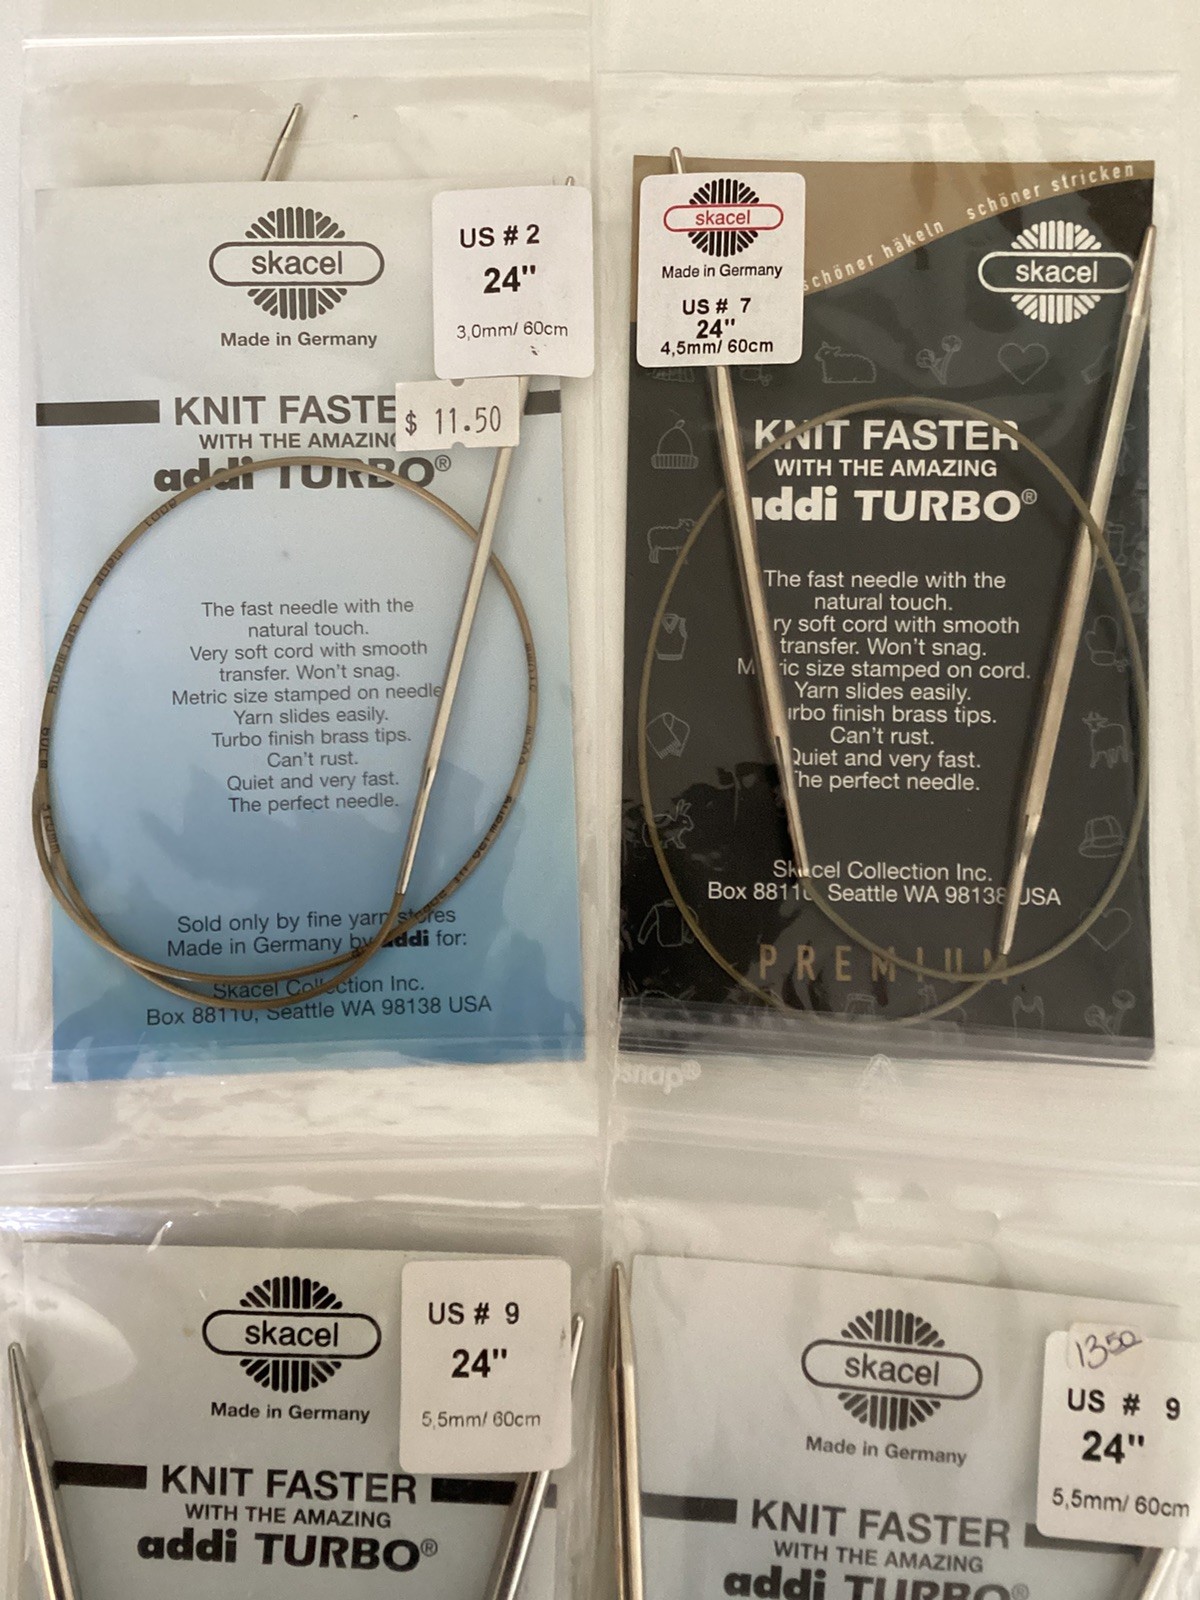 skacel
Made in Germany
US # 2
24"
3,0mm/ 60cm
$ 11.50
KNIT FASTE
WITH THE AMAZING
addi TURBO®
The fast needle with the
natural touch.
Very soft cord with smooth
transfer. Won't snag.
Metric size stamped on needle
Yarn slides easily.
Turbo finish brass tips.
Can't rust.
Quiet and very fast.
The perfect needle.
Sold only by fine yarn stores
Made in Germany by addi for:
Skacel Collection Inc.
Box 88110, Seattle WA 98138 USA
skacel
Made in Germany
US # 7
24"
4,5mm/ 60cm
schöner häkeln schöner stricken
skacel
KNIT FASTER
WITH THE AMAZING
addi TURBO®
The fast needle with the
natural touch.
ry soft cord with smooth
transfer. Won't snag.
Metric size stamped on cord.
Yarn slides easily.
urbo finish brass tips.
Can't rust.
Quiet and very fast.
The perfect needle.
Skacel Collection Inc.
Box 88110, Seattle WA 98138 USA
PREMIUM
snap®
skacel
Made in Germany
US # 9
24"
5,5mm/ 60cm
KNIT FASTER
WITH THE AMAZING
addi TURBO®
skacel
Made in Germany
13.50
US # 9
24"
5,5mm/ 60cm
KNIT FASTER
WITH THE AMAZING
addi TURBO®